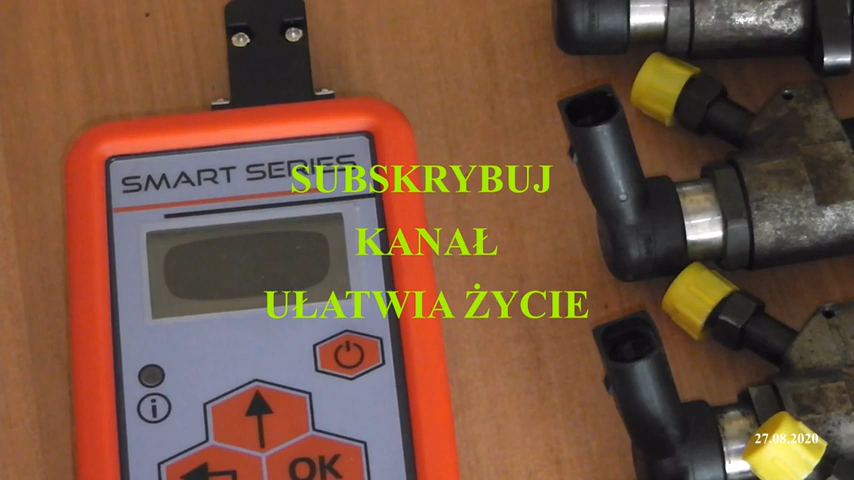 SMART SERIES
SUBSKRYBUJ
KANAŁ
UŁATWIA ŻYCIE
i
OK
27.08.2020